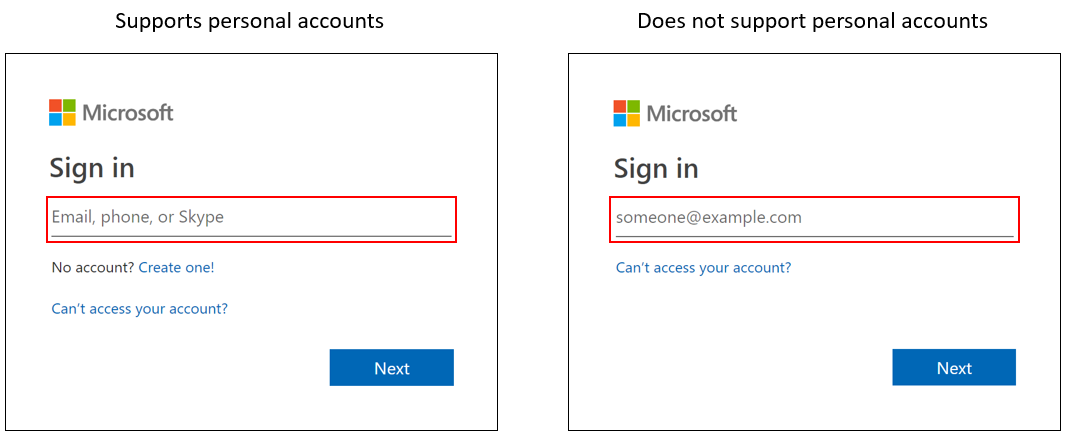 Supports personal accounts
Microsoft
Sign in
Email, phone, or Skype
No account? Create one!
Can't access your account?
Next
Does not support personal accounts
Microsoft
Sign in
someone@example.com
Can't access your account?
Next